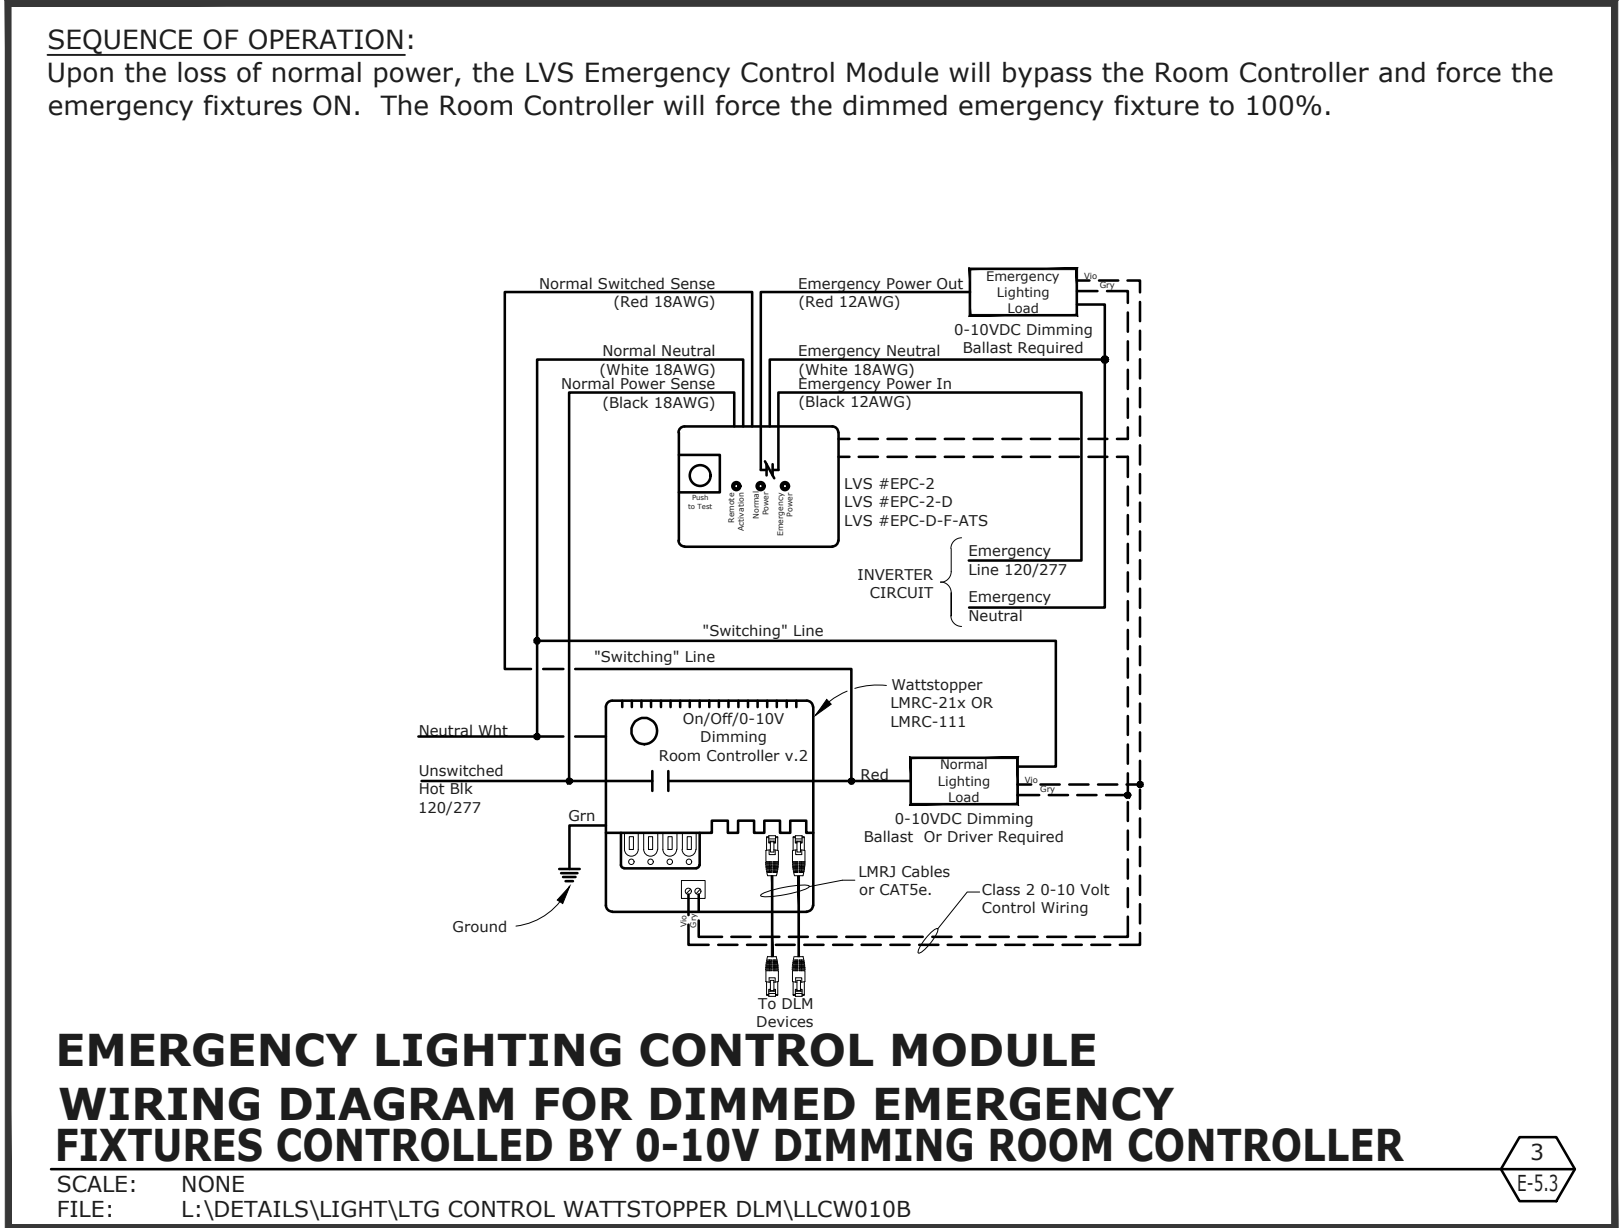 SEQUENCE OF OPERATION:
Upon the loss of normal power, the LVS Emergency Control Module will bypass the Room Controller and force the
emergency fixtures ON. The Room Controller will force the dimmed emergency fixture to 100%.
Normal Switched Sense
(Red 18AWG)
Emergency Power Out
(Red 12AWG)
Emergency
Lighting
Load
Vio
Gry
0-10VDC Dimming
Ballast Required
Normal Neutral
(White 18AWG)
Emergency Neutral
(White 18AWG)
Normal Power Sense
(Black 18AWG)
Emergency Power In
(Black 12AWG)
Push
to Test
Remote
Activation
Normal
Power
Emergency
Power
LVS #EPC-2
LVS #EPC-2-D
LVS #EPC-D-F-ATS
INVERTER
CIRCUIT
Emergency
Line 120/277
Emergency
Neutral
"Switching" Line
"Switching" Line
Wattstopper
LMRC-21x OR
LMRC-111
On/Off/0-10V
Dimming
Room Controller v.2
Neutral Wht
Unswitched
Hot Blk
120/277
Red
Normal
Lighting
Load
Vio
Gry
0-10VDC Dimming
Ballast Or Driver Required
Grn
Ground
LMRJ Cables
or CAT5e.
Class 2 0-10 Volt
Control Wiring
Vio
Gry
To DLM
Devices
EMERGENCY LIGHTING CONTROL MODULE
WIRING DIAGRAM FOR DIMMED EMERGENCY
FIXTURES CONTROLLED BY 0-10V DIMMING ROOM CONTROLLER
3
E-5.3
SCALE: NONE
FILE: L:\DETAILS\LIGHT\LTG CONTROL WATTSTOPPER DLM\LLCW010B